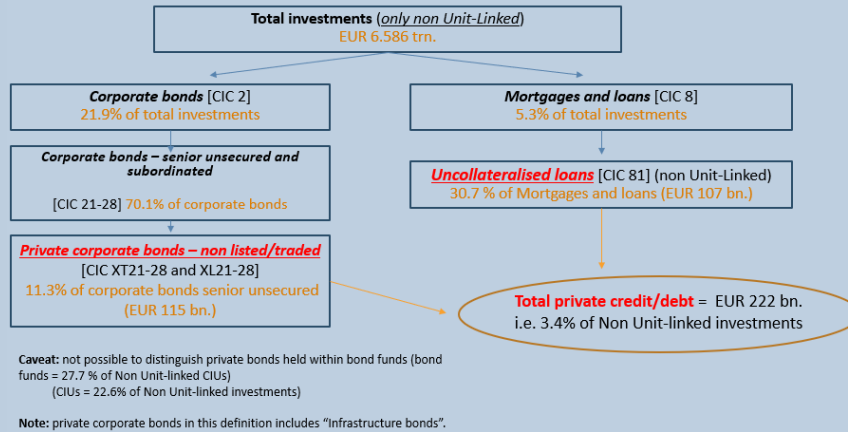 Total investments (only non Unit-Linked)
EUR 6.586 trn.
Corporate bonds [CIC 2]
21.9% of total investments
Mortgages and loans [CIC 8]
5.3% of total investments
Corporate bonds – senior unsecured and
subordinated
[CIC 21-28] 70.1% of corporate bonds
Uncollateralised loans [CIC 81] (non Unit-Linked)
30.7 % of Mortgages and loans (EUR 107 bn.)
Private corporate bonds – non listed/traded
[CIC XT21-28 and XL21-28]
11.3% of corporate bonds senior unsecured
(EUR 115 bn.)
Total private credit/debt = EUR 222 bn.
i.e. 3.4% of Non Unit-linked investments
Caveat: not possible to distinguish private bonds held within bond funds (bond
funds = 27.7 % of Non Unit-linked CIUs)
(CIUs = 22.6% of Non Unit-linked investments)
Note: private corporate bonds in this definition includes “Infrastructure bonds”.